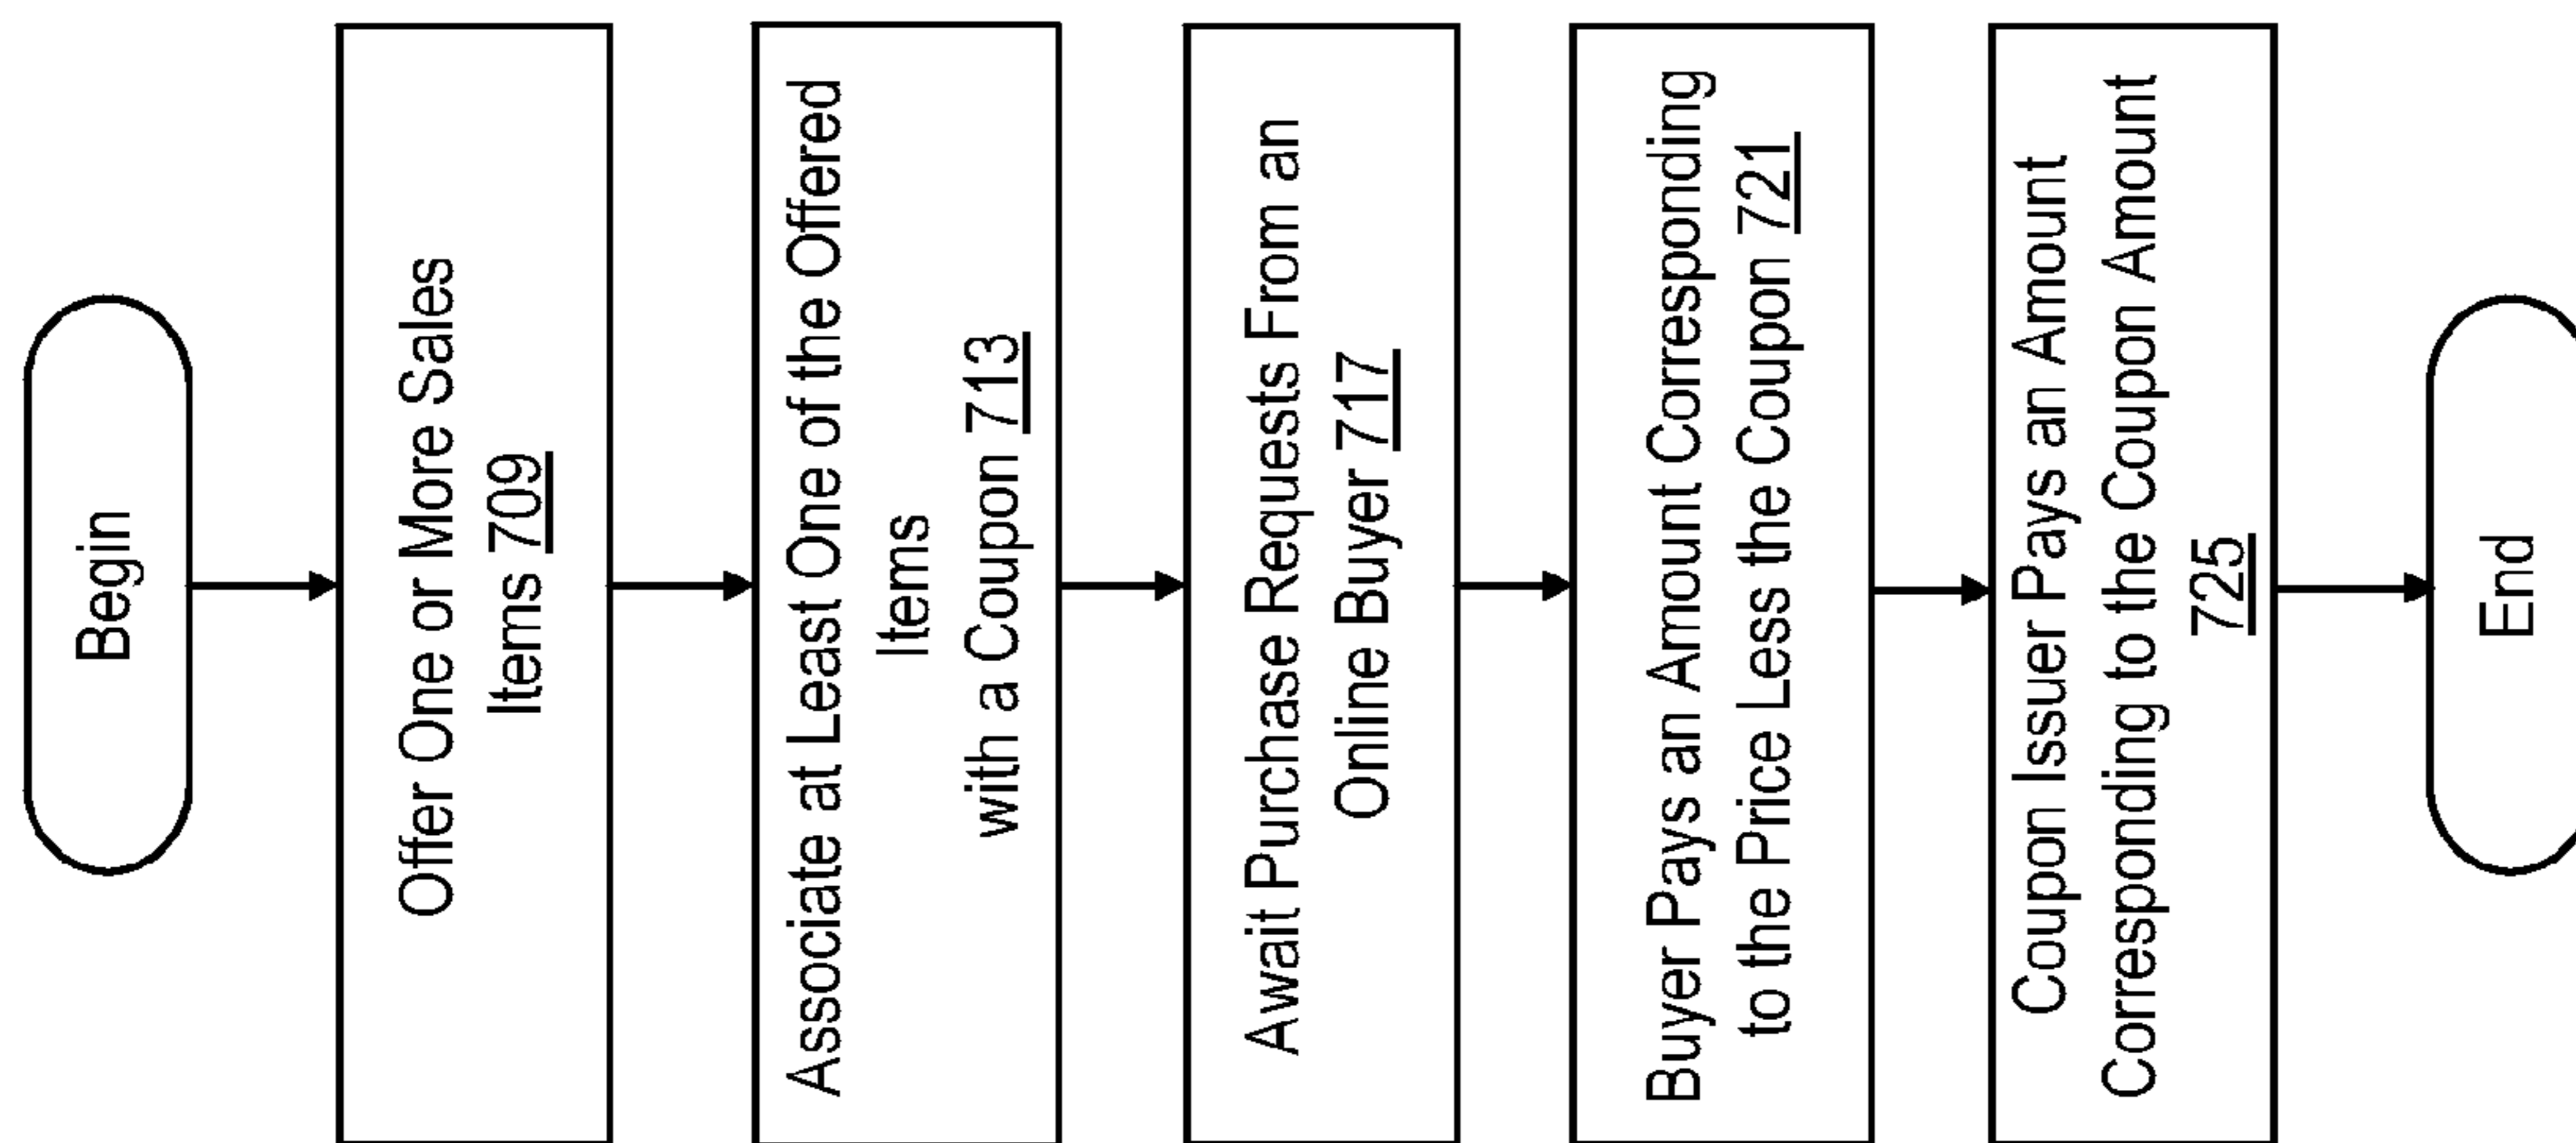 Begin
Offer One or More Sales
Items 709
Associate at Least One of the Offered
Items
with a Coupon 713
Await Purchase Requests From an
Online Buyer 717
Buyer Pays an Amount Corresponding
to the Price Less the Coupon 721
Coupon Issuer Pays an Amount
Corresponding to the Coupon Amount
725
End